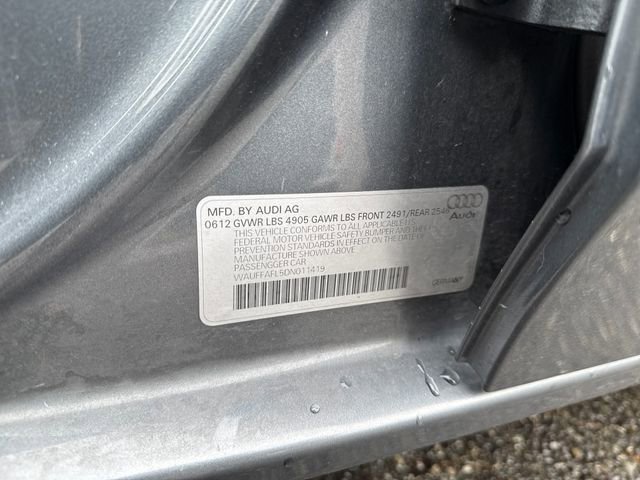 MFD. BY AUDI AG
0612 GVWR LBS 4905 GAWR LBS FRONT 2491/REAR 2546
THIS VEHICLE CONFORMS TO ALL APPLICABLE U.S.
FEDERAL MOTOR VEHICLE SAFETY BUMPER AND THEFT
PREVENTION STANDARDS IN EFFECT ON THE DATE OF
MANUFACTURE SHOWN ABOVE
PASSENGGER CAR
WAUFFAFL5DN011419
Audi
GERMANY